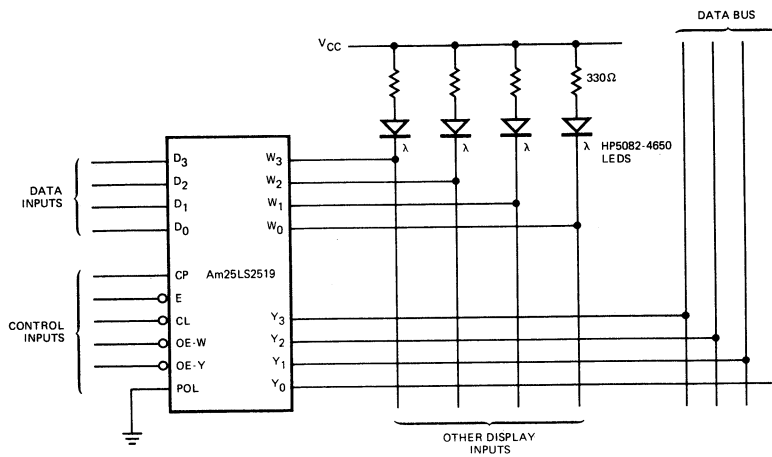 DATA BUS
VCC
330Ω
λ
λ
λ
λ
HP5082-4650
LEDS
DATA
INPUTS
D3
D2
D1
D0
W3
W2
W1
W0
CONTROL
INPUTS
CP
Am25LS2519
E
CL
OE-W
OE-Y
POL
Y3
Y2
Y1
Y0
OTHER DISPLAY
INPUTS